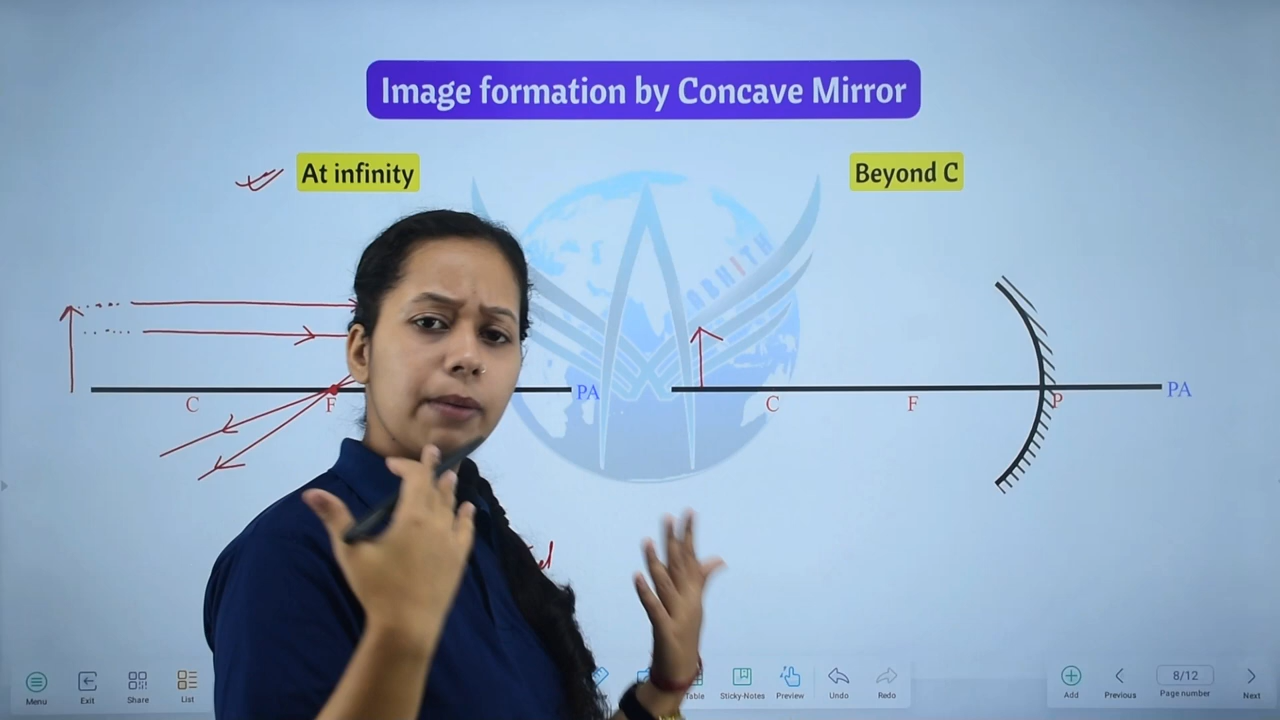 Image formation by Concave Mirror
At infinity
Beyond C
ABHITH
C
F
PA
C
F
P
PA
Menu
Exit
Share
List
Table
Sticky-Notes
Preview
Undo
Redo
Add
Previous
8/12
Page number
Next